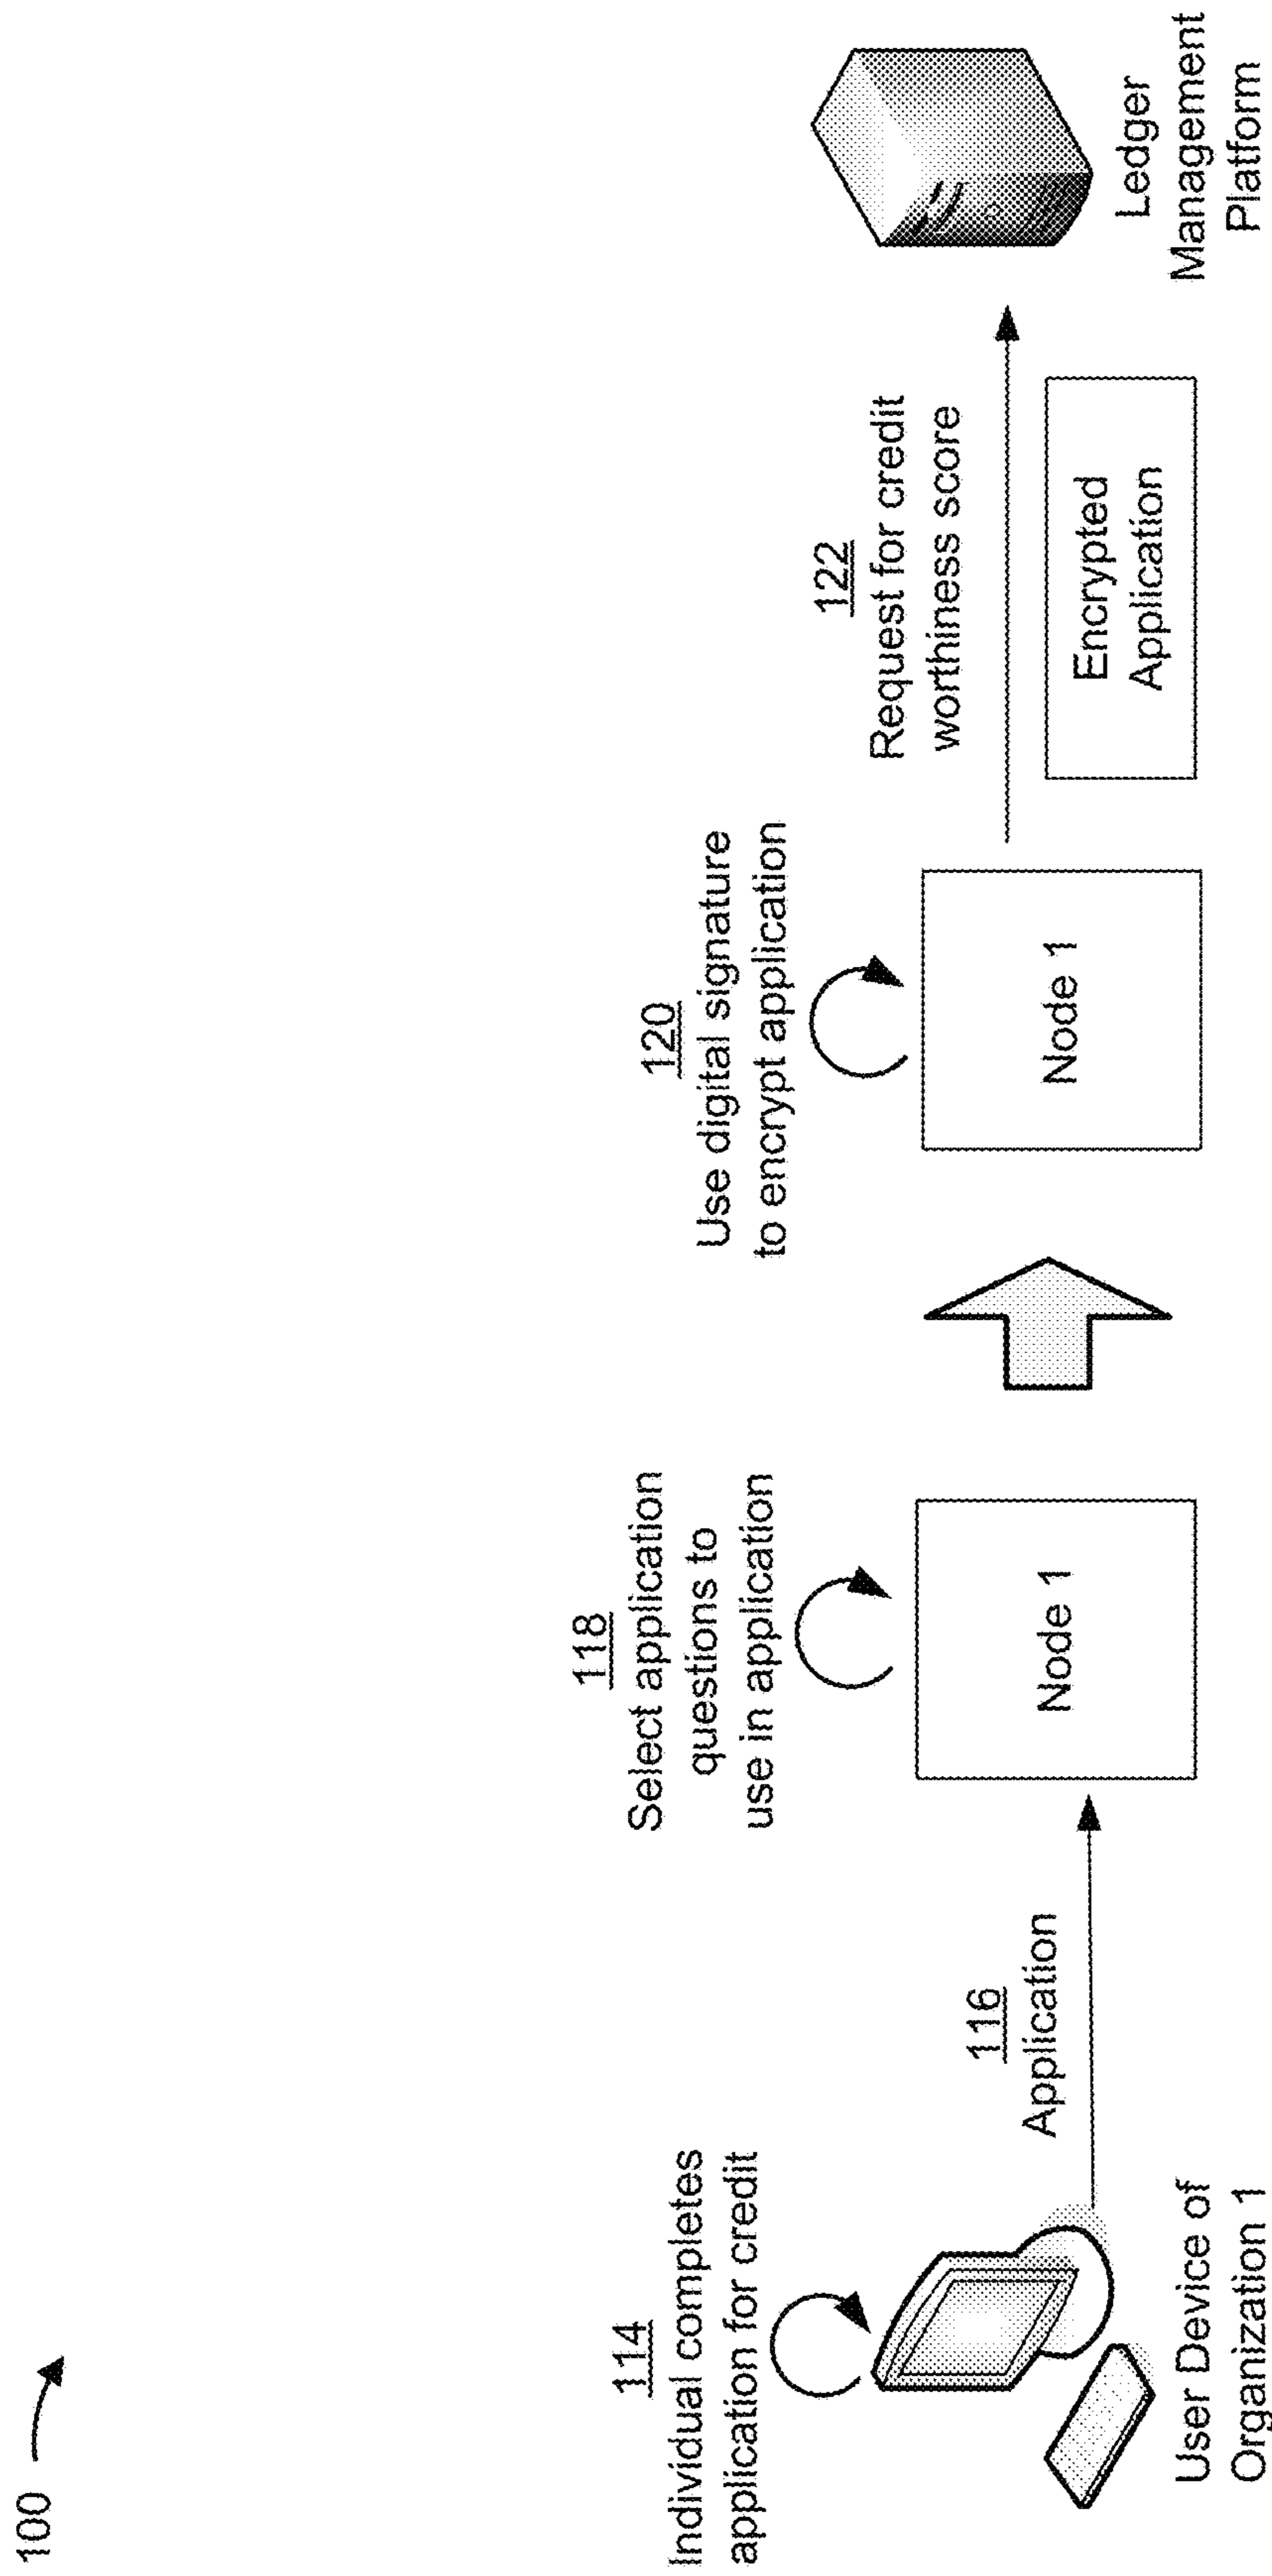 100
114
Individual completes
application for credit
User Device of
Organization 1
116
Application
118
Select application
questions to
use in application
Node 1
120
Use digital signature
to encrypt application
Node 1
122
Request for credit
worthiness score
Encrypted
Application
Ledger
Management
Platform